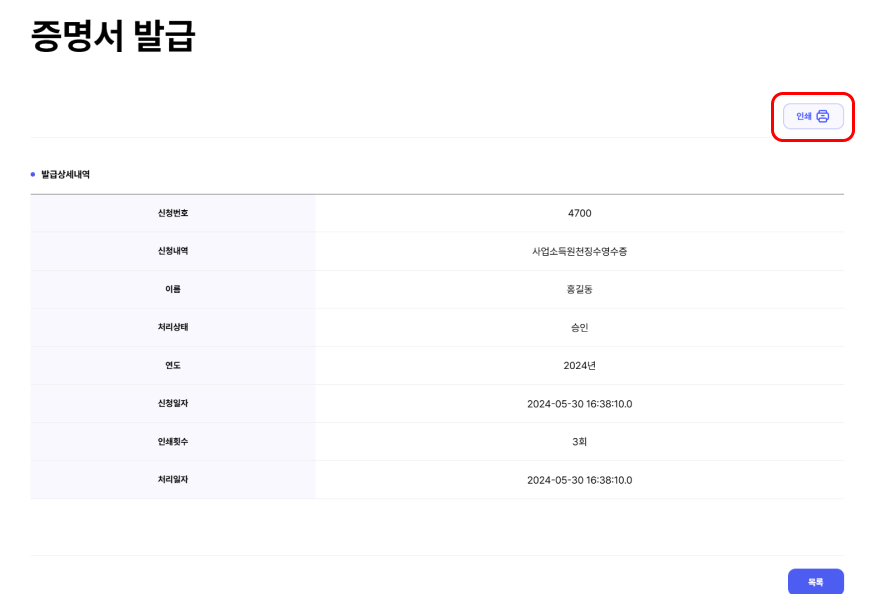 증명서 발급
인쇄
발급상세내역
신청번호 4700
신청내역 사업소득원천징수영수증
이름 홍길동
처리상태 승인
연도 2024년
신청일자 2024-05-30 16:38:10.0
인쇄횟수 3회
처리일자 2024-05-30 16:38:10.0
목록